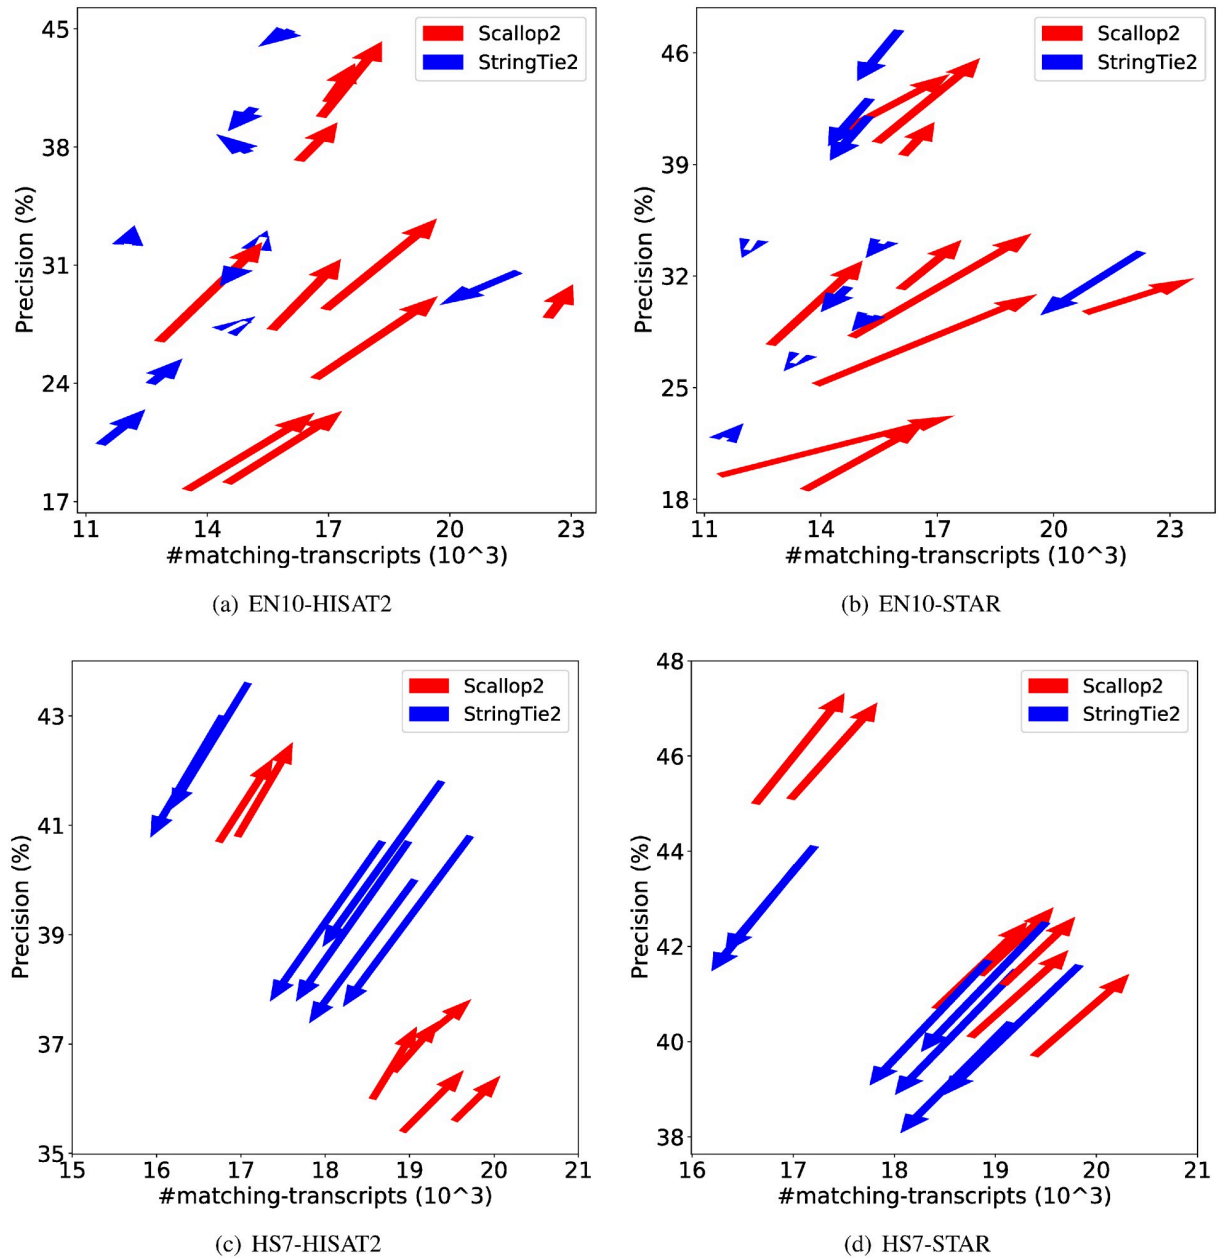 45
38
31
24
17
Precision (%)
Scallop2
StringTie2
11 14 17 20 23
#matching-transcripts (10^3)
(a) EN10-HISAT2
46
39
32
25
18
Precision (%)
Scallop2
StringTie2
11 14 17 20 23
#matching-transcripts (10^3)
(b) EN10-STAR
43
41
39
37
35
Precision (%)
Scallop2
StringTie2
15 16 17 18 19 20 21
#matching-transcripts (10^3)
(c) HS7-HISAT2
48
46
44
42
40
38
Precision (%)
Scallop2
StringTie2
16 17 18 19 20 21
#matching-transcripts (10^3)
(d) HS7-STAR